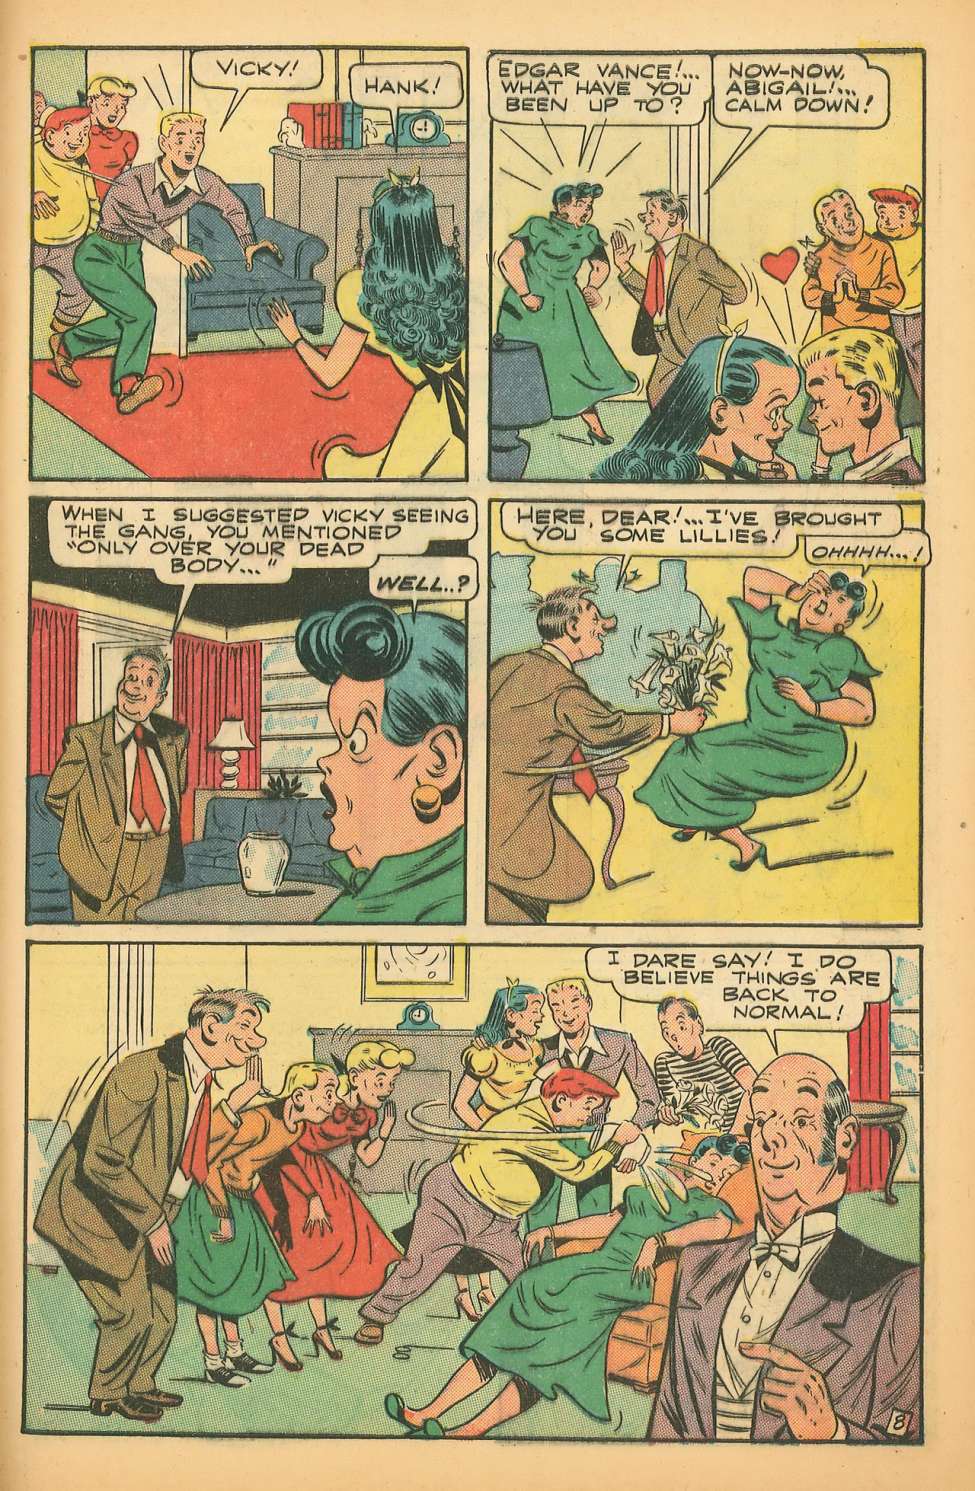 VICKY!
HANK!
EDGAR VANCE!...
WHAT HAVE YOU
BEEN UP TO?
NOW-NOW,
ABIGAIL!...
CALM DOWN!
WHEN I SUGGESTED VICKY SEEING
THE GANG, YOU MENTIONED
"ONLY OVER YOUR DEAD
BODY..."
WELL..?
HERE, DEAR!...I'VE BROUGHT
YOU SOME LILLIES!
OHHHH...!
I DARE SAY! I DO
BELIEVE THINGS ARE
BACK TO
NORMAL!
8